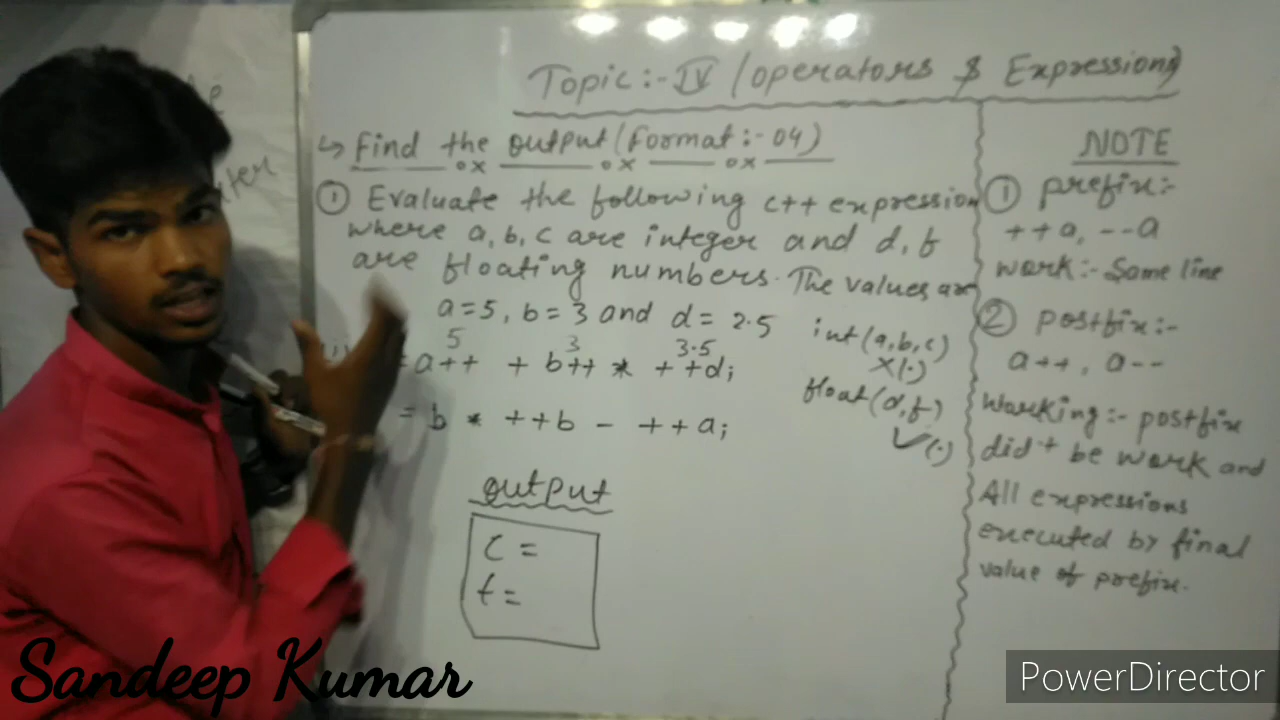 Topic:- IV / operators & Expressions
↳ Find the output (format:- 04)
① Evaluate the following c++ expression
where a, b, c are integer and d, f
are floating numbers. The values are
a=5, b=3 and d= 2.5
5 3 3.5
= a++ + b++ * ++d;
= b * ++b - ++a;
int(a,b,c)
×(.)
float(d,f)
✓(.)
output
c =
f =
NOTE
① prefix:-
++a, --a
work:- Same line
② postfix:-
a++, a--
Working:- postfix
did't be work and
All expressions
executed by final
value of prefix.
Sandeep Kumar
PowerDirector